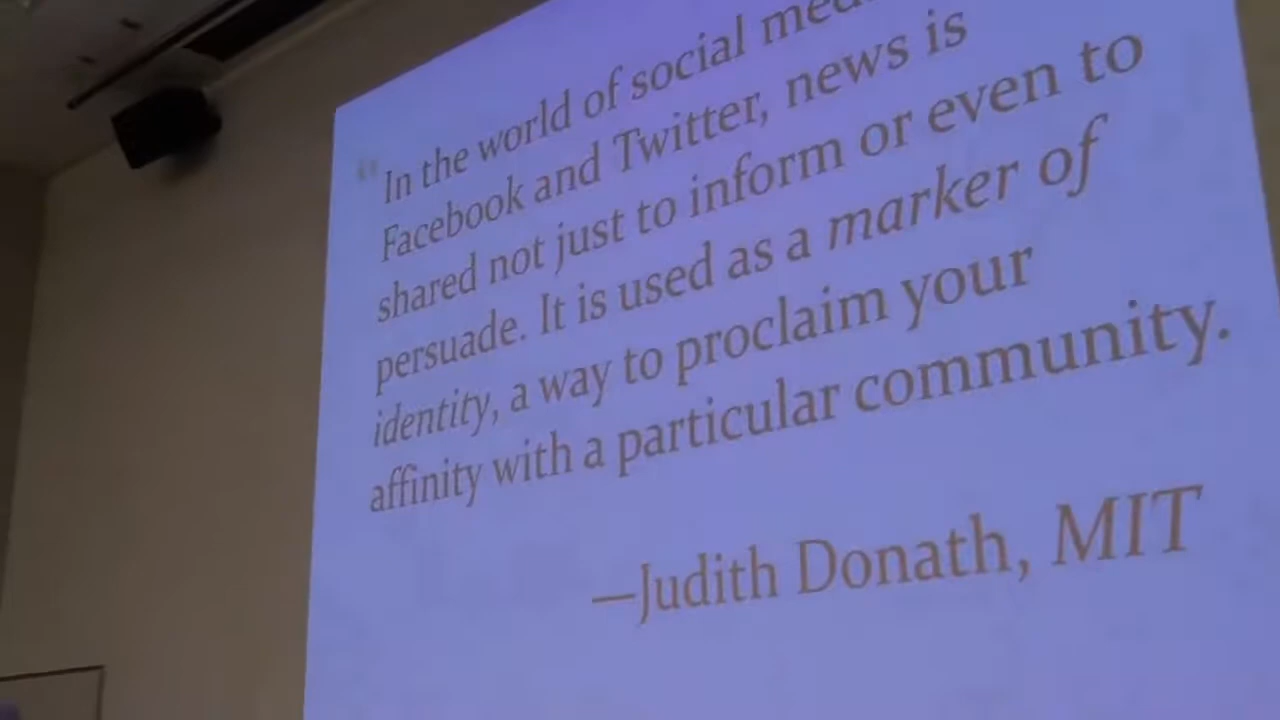 “In the world of social
Facebook and Twitter, news is
shared not just to inform or even to
persuade. It is used as a marker of
identity, a way to proclaim your
affinity with a particular community.
—Judith Donath, MIT